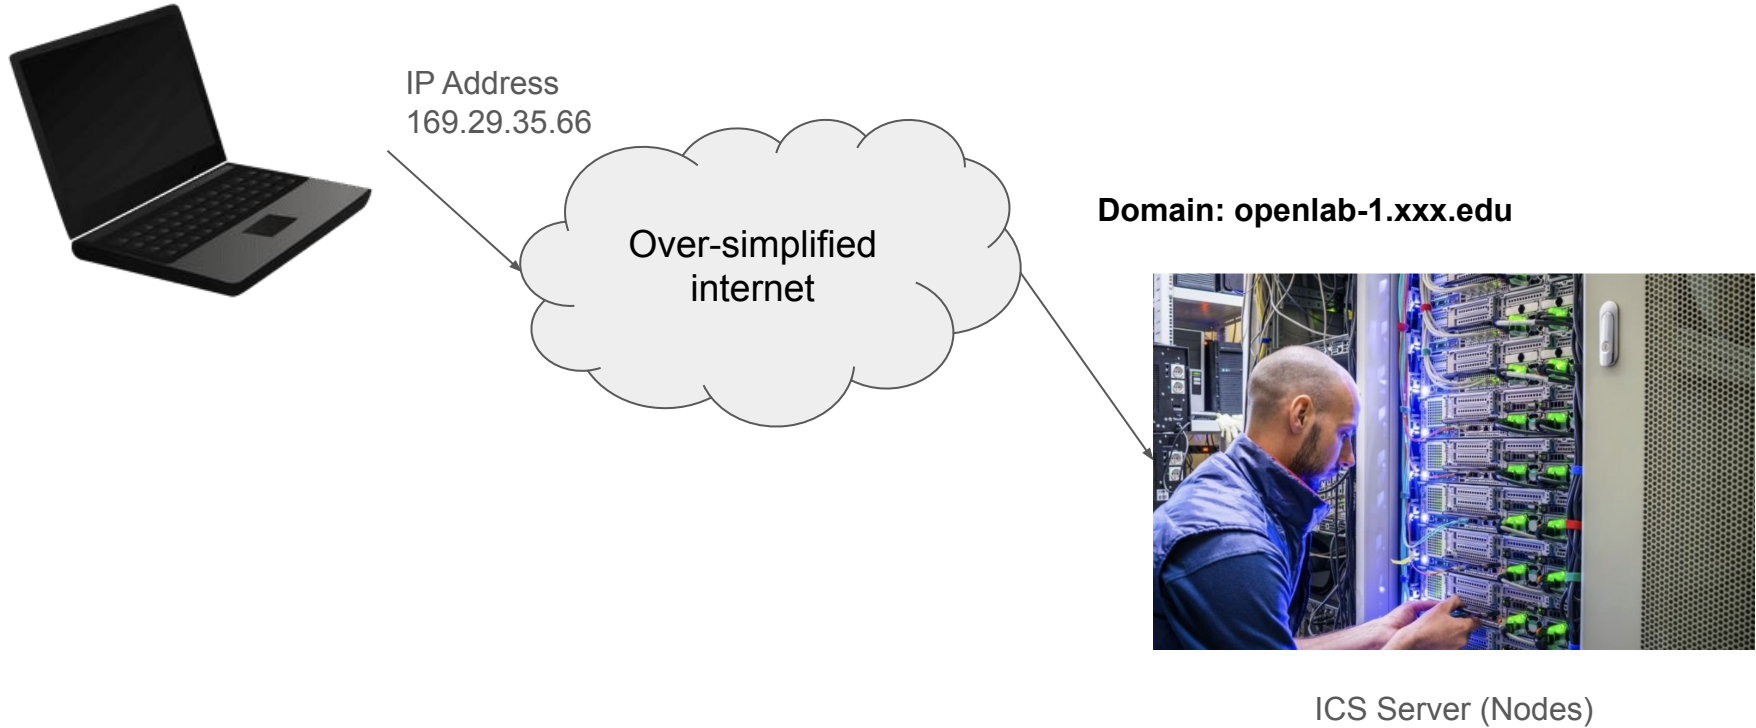 IP Address
169.29.35.66
Over-simplified
internet
Domain: openlab-1.xxx.edu
ICS Server (Nodes)